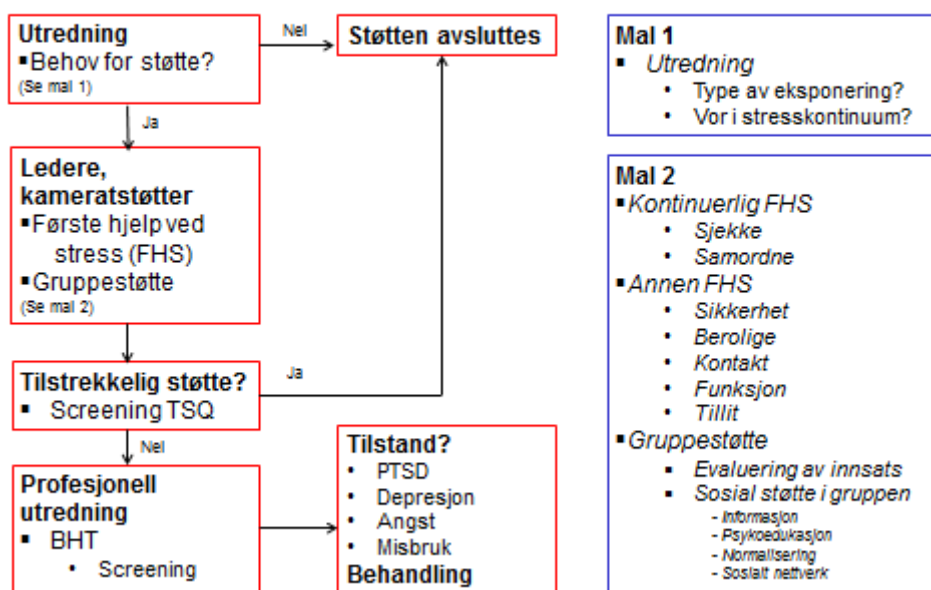 Utredning
▪Behov for støtte?
(Se mal 1)
Nei
Støtten avsluttes
Ja
Ledere,
kameratstøtter
▪Første hjelp ved
stress (FHS)
▪Gruppestøtte
(Se mal 2)
Tilstrekkelig støtte?
▪ Screening TSQ
Ja
Nei
Profesjonell
utredning
▪ BHT
• Screening
Tilstand?
• PTSD
• Depresjon
• Angst
• Misbruk
Behandling
Mal 1
▪ Utredning
• Type av eksponering?
• Vor i stresskontinuum?
Mal 2
▪Kontinuerlig FHS
• Sjekke
• Samordne
▪Annen FHS
• Sikkerhet
• Berolige
• Kontakt
• Funksjon
• Tillit
▪Gruppestøtte
▪ Evaluering av innsats
▪ Sosial støtte i gruppen
- Informasjon
- Psykoedukasjon
- Normalisering
- Sosialt nettverk